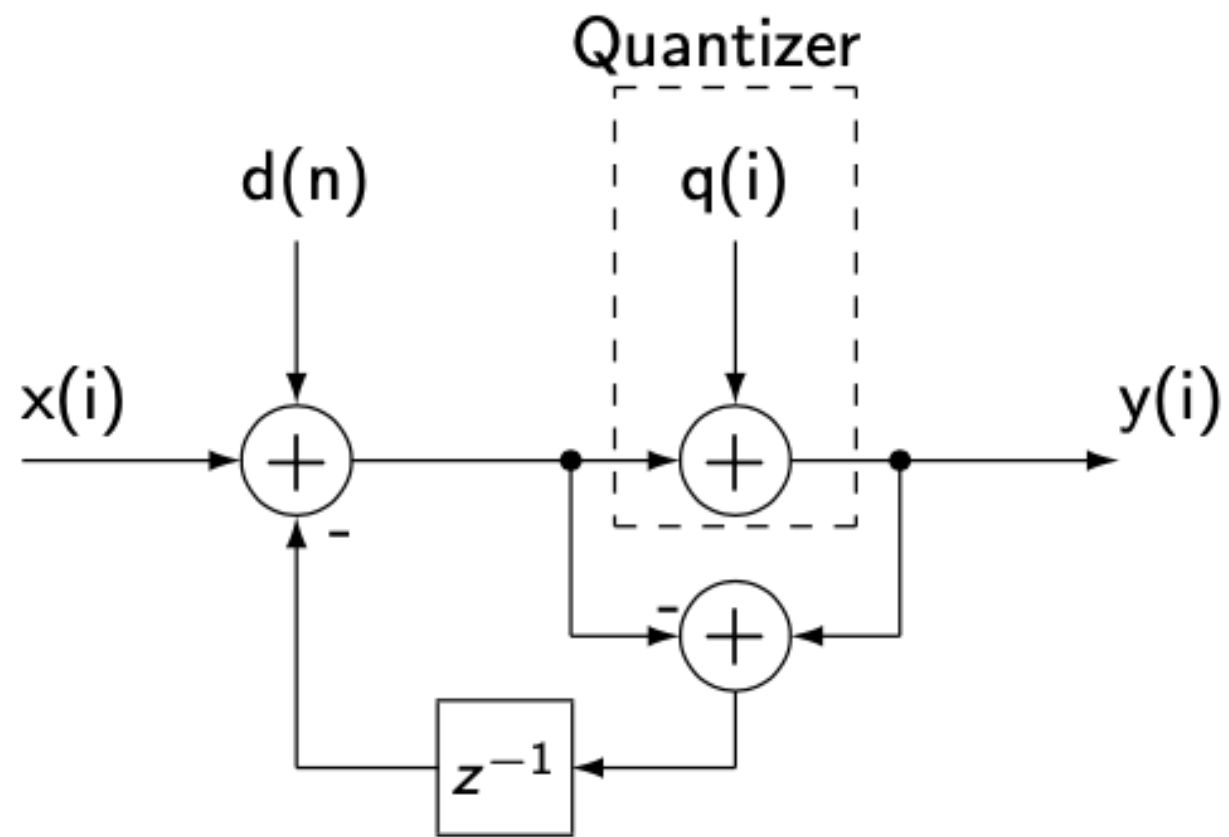 Quantizer
d(n)
q(i)
x(i)
y(i)
+
+
-
-
+
z⁻¹